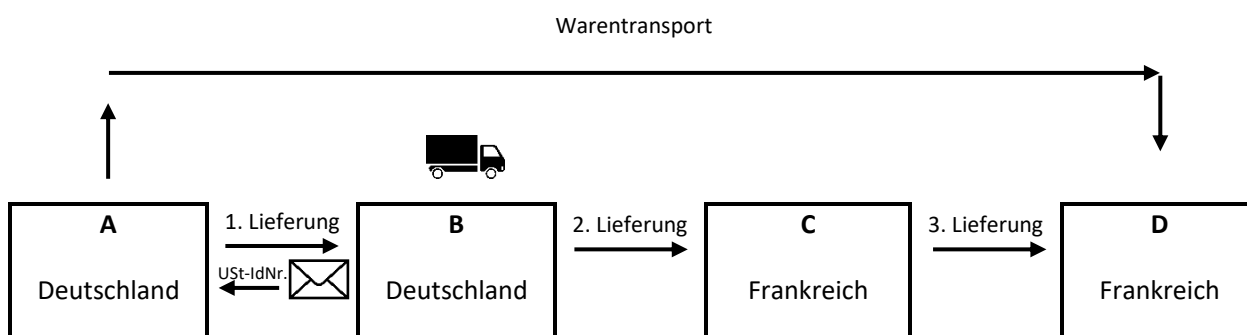 Warentransport
A
1. Lieferung
B
2. Lieferung
C
3. Lieferung
D
USt-IdNr.
Deutschland
Deutschland
Frankreich
Frankreich